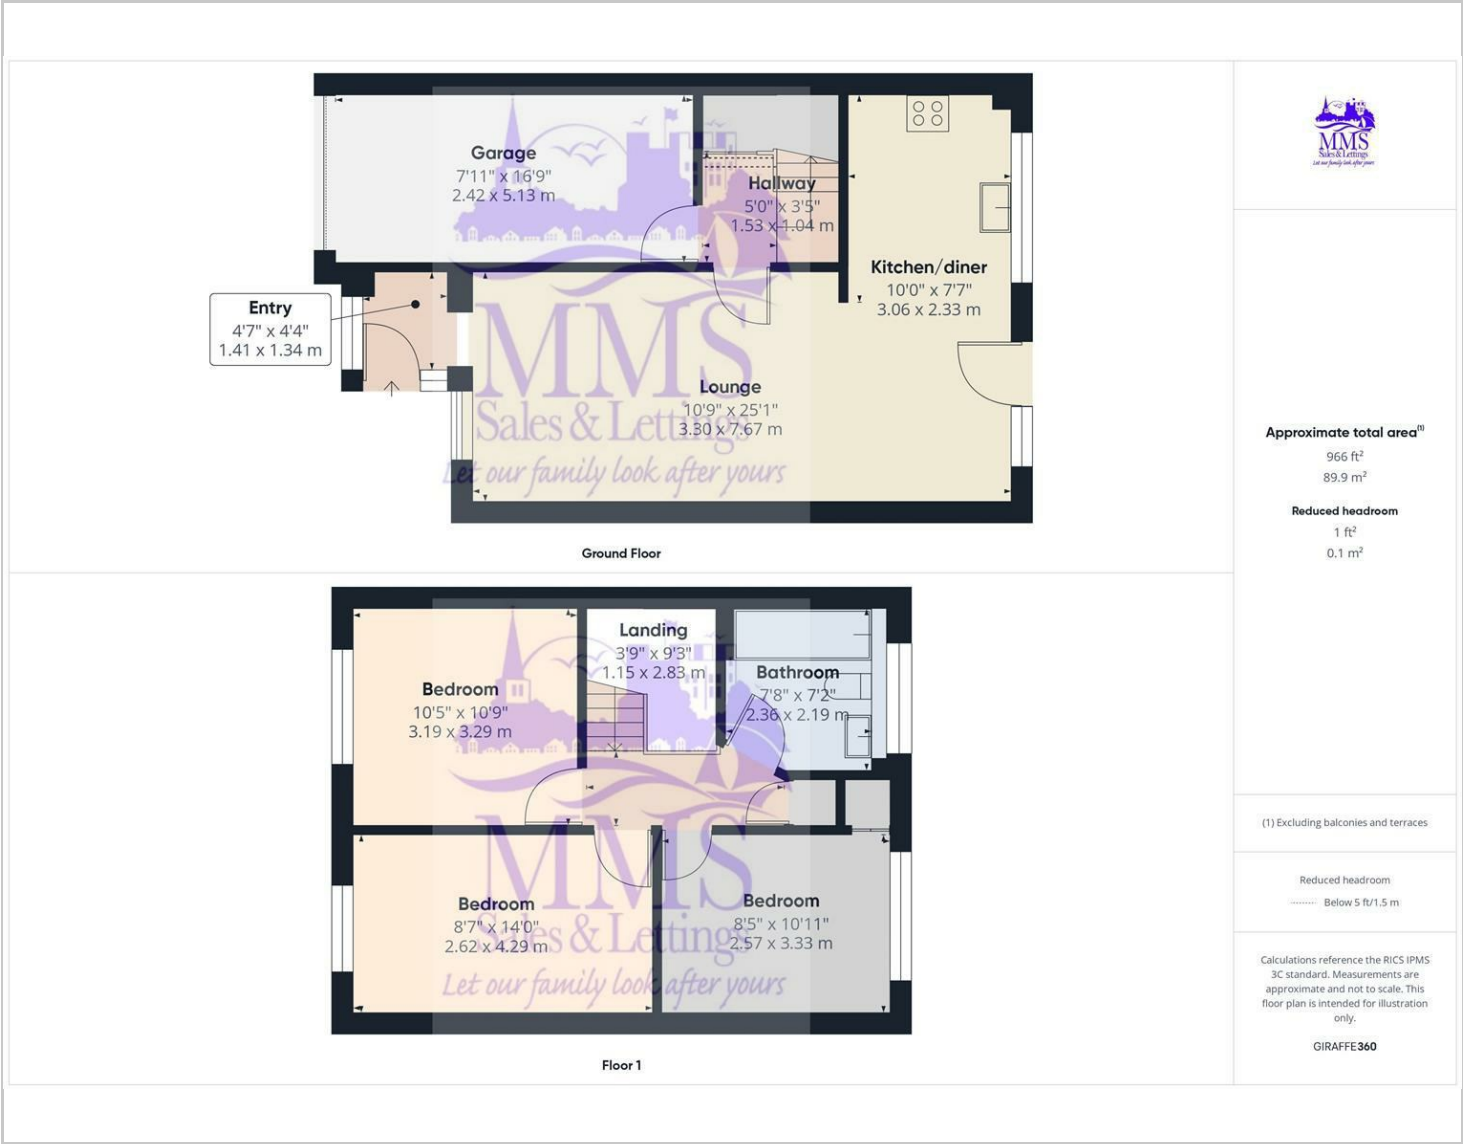 Garage
7'11" x 16'9"
2.42 x 5.13 m
Hallway
5'0" x 3'5"
1.53 x 1.04 m
Kitchen/diner
10'0" x 7'7"
3.06 x 2.33 m
Entry
4'7" x 4'4"
1.41 x 1.34 m
Lounge
10'9" x 25'1"
3.30 x 7.67 m
MMS
Sales & Lettings
Let our family look after yours
Ground Floor
Landing
3'9" x 9'3"
1.15 x 2.83 m
Bathroom
7'8" x 7'2"
2.36 x 2.19 m
Bedroom
10'5" x 10'9"
3.19 x 3.29 m
Bedroom
8'7" x 14'0"
2.62 x 4.29 m
Bedroom
8'5" x 10'11"
2.57 x 3.33 m
MMS
Sales & Lettings
Let our family look after yours
Floor 1
MMS
Sales & Lettings
Let our family look after yours
Approximate total area(1)
966 ft²
89.9 m²
Reduced headroom
1 ft²
0.1 m²
(1) Excluding balconies and terraces
Reduced headroom
Below 5 ft/1.5 m
Calculations reference the RICS IPMS
3C standard. Measurements are
approximate and not to scale. This
floor plan is intended for illustration
only.
GIRAFFE360